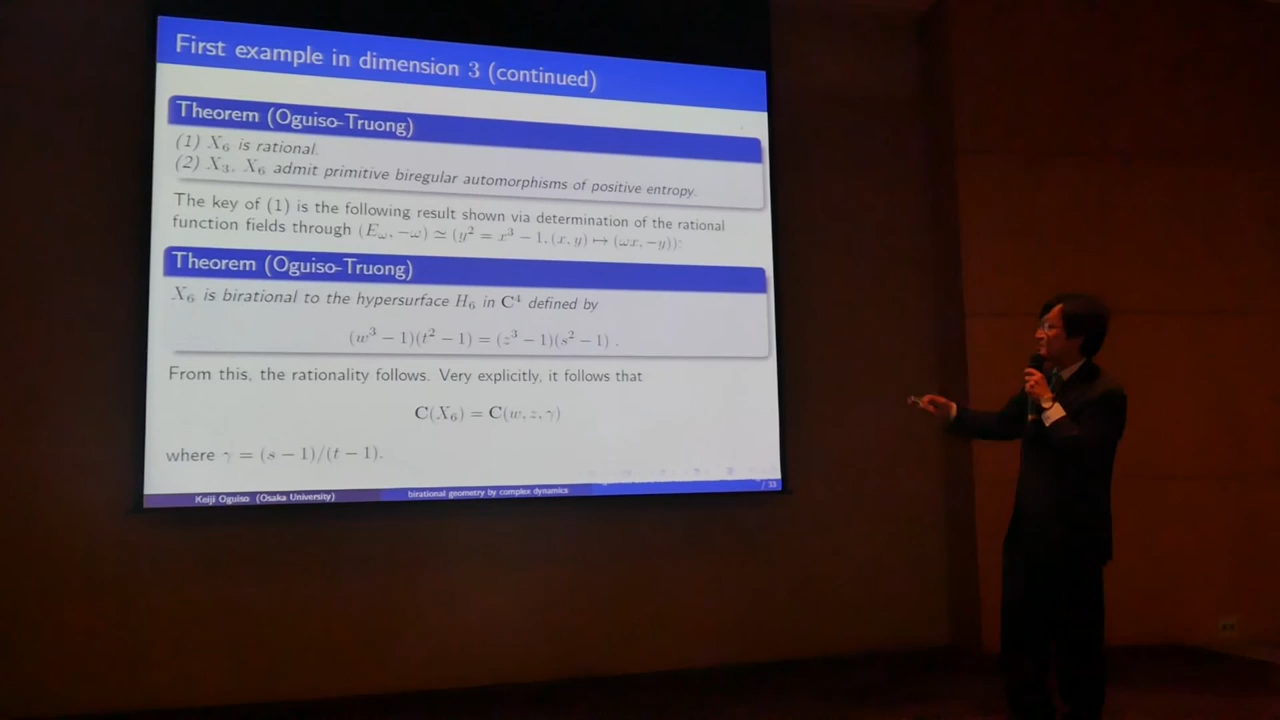 First example in dimension 3 (continued)
Theorem (Oguiso-Truong)
(1) X₆ is rational.
(2) X₃, X₆ admit primitive biregular automorphisms of positive entropy.
The key of (1) is the following result shown via determination of the rational
function fields through (E_ω, −ω) ≃ (y² = x³ − 1, (x, y) ↦ (ωx, −y)):
Theorem (Oguiso-Truong)
X₆ is birational to the hypersurface H₆ in C⁴ defined by
(w³ − 1)(t² − 1) = (z³ − 1)(s² − 1) .
From this, the rationality follows. Very explicitly, it follows that
C(X₆) = C(w, z, γ)
where γ = (s − 1)/(t − 1).
Keiji Oguiso (Osaka University) birational geometry by complex dynamics / 33